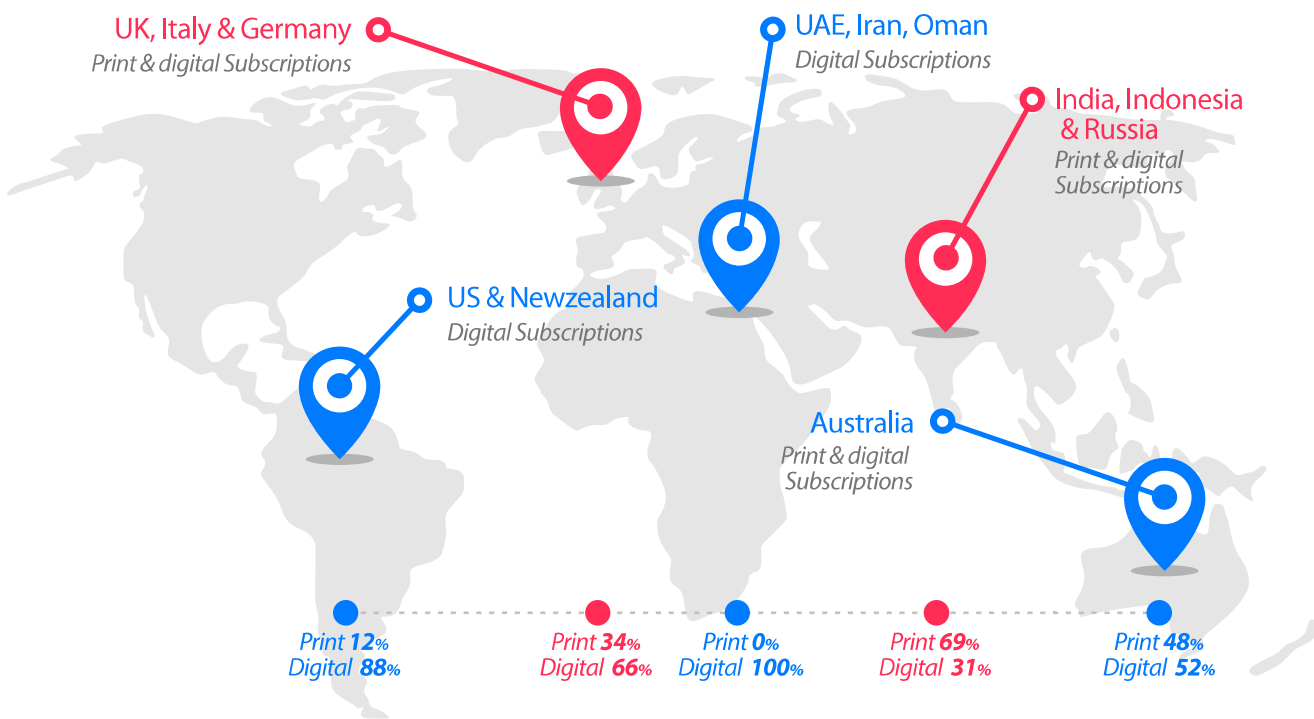 UK, Italy & Germany
Print & digital Subscriptions
UAE, Iran, Oman
Digital Subscriptions
India, Indonesia
& Russia
Print & digital
Subscriptions
US & Newzealand
Digital Subscriptions
Australia
Print & digital
Subscriptions
Print 12%
Digital 88%
Print 34%
Digital 66%
Print 0%
Digital 100%
Print 69%
Digital 31%
Print 48%
Digital 52%